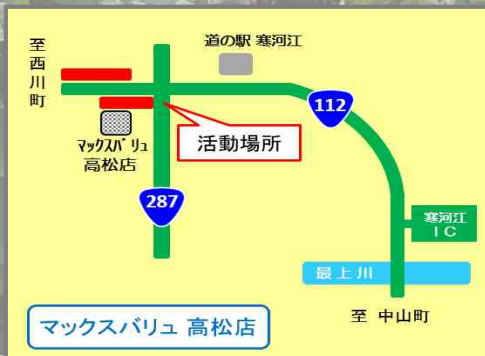 至
西
川
町
道の駅 寒河江
112
マックスバリュ
高松店
活動場所
287
寒河江
IC
最上川
至 中山町
マックスバリュ 高松店